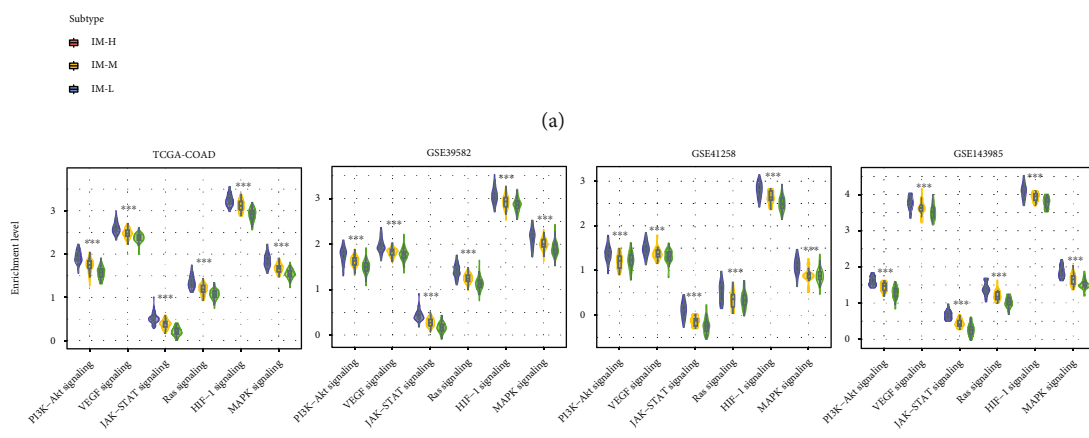 Subtype
IM-H
IM-M
IM-L
(a)
TCGA-COAD
GSE39582
GSE41258
GSE143985
Enrichment level
3
2
1
0
***
***
***
***
***
***
PI3K−Akt signaling
VEGF signaling
JAK−STAT signaling
Ras signaling
HIF−1 signaling
MAPK signaling
3
2
1
0
***
***
***
***
***
***
PI3K−Akt signaling
VEGF signaling
JAK−STAT signaling
Ras signaling
HIF−1 signaling
MAPK signaling
3
2
1
0
***
***
***
***
***
***
PI3K−Akt signaling
VEGF signaling
JAK−STAT signaling
Ras signaling
HIF−1 signaling
MAPK signaling
4
3
2
1
0
***
***
***
***
***
***
PI3K−Akt signaling
VEGF signaling
JAK−STAT signaling
Ras signaling
HIF−1 signaling
MAPK signaling